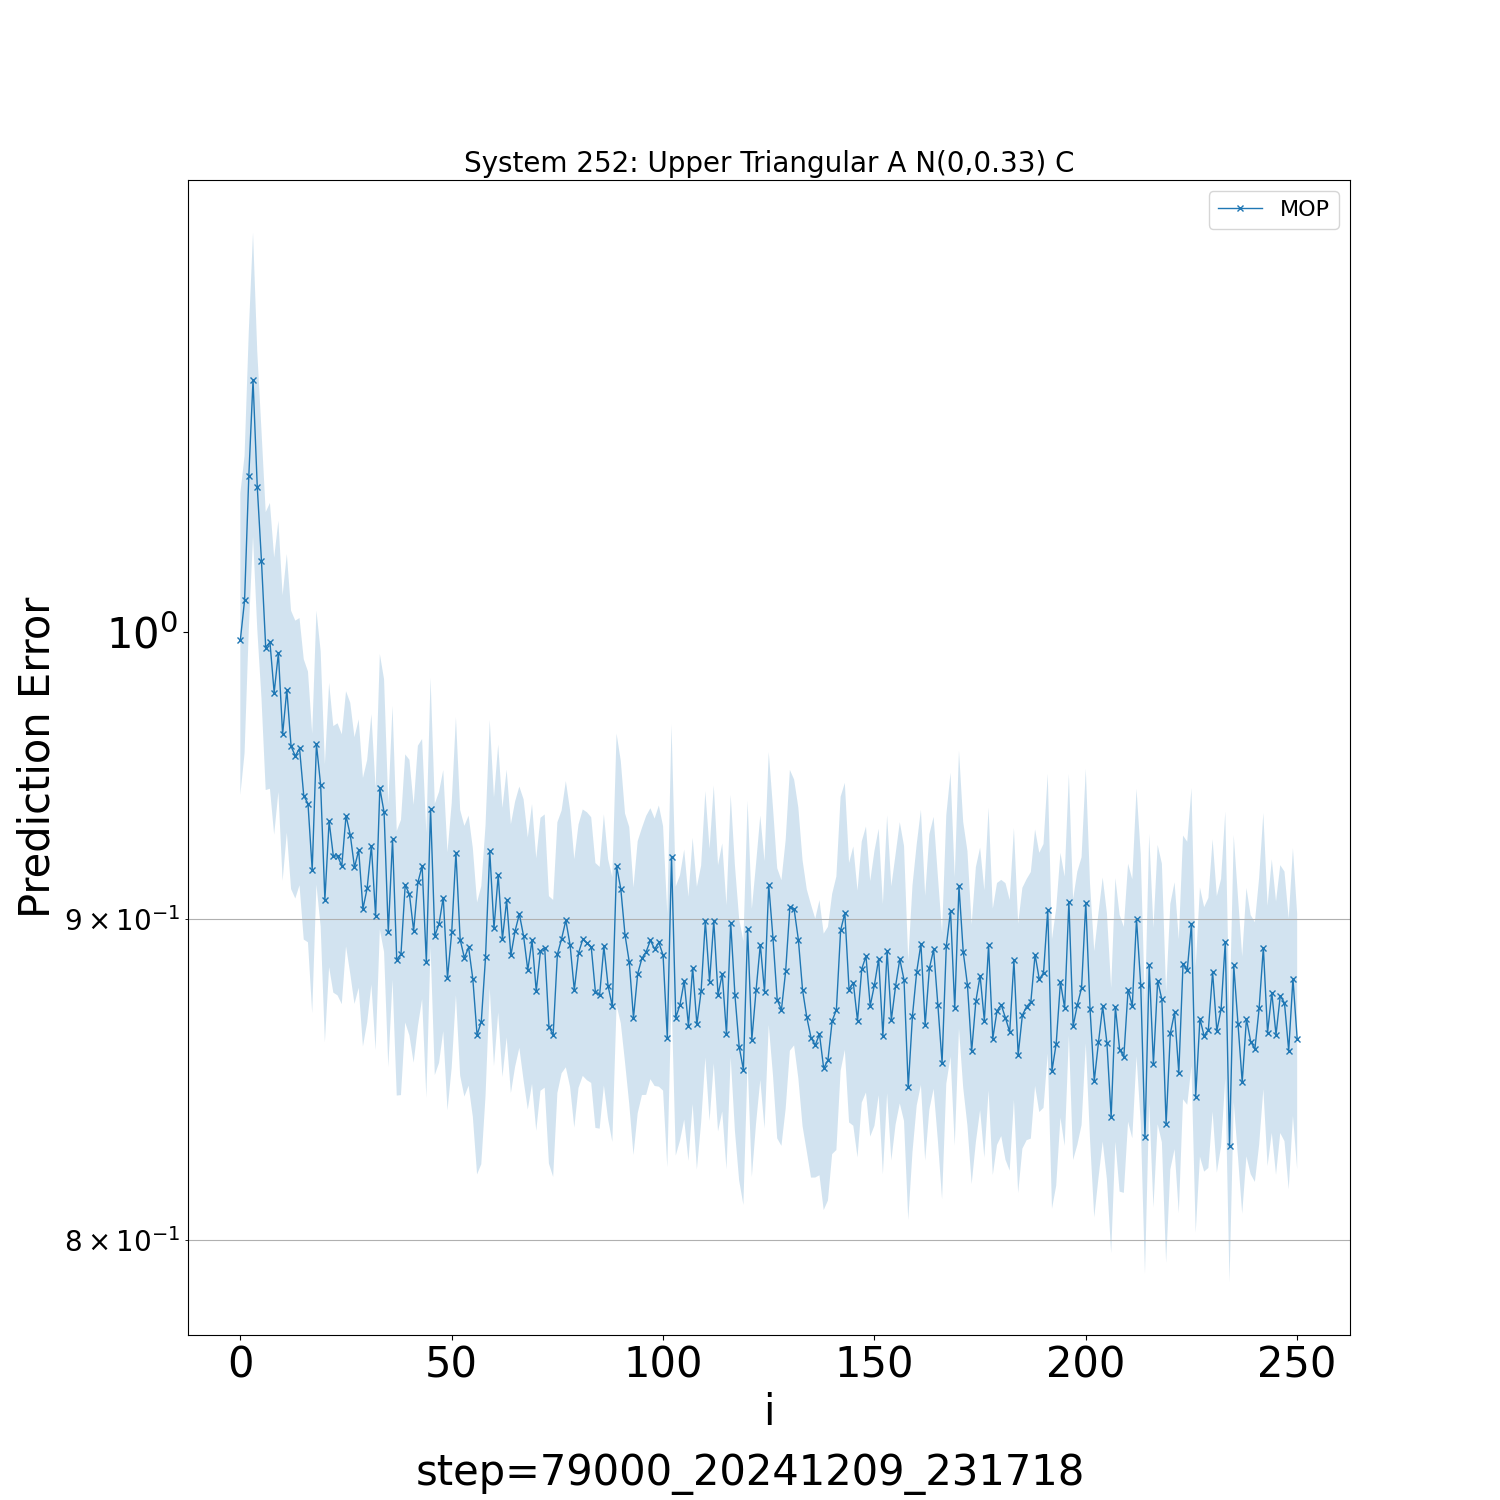 System 252: Upper Triangular A N(0,0.33) C
MOP
Prediction Error
10⁰
9 × 10⁻¹
8 × 10⁻¹
0 50 100 150 200 250
i
step=79000_20241209_231718